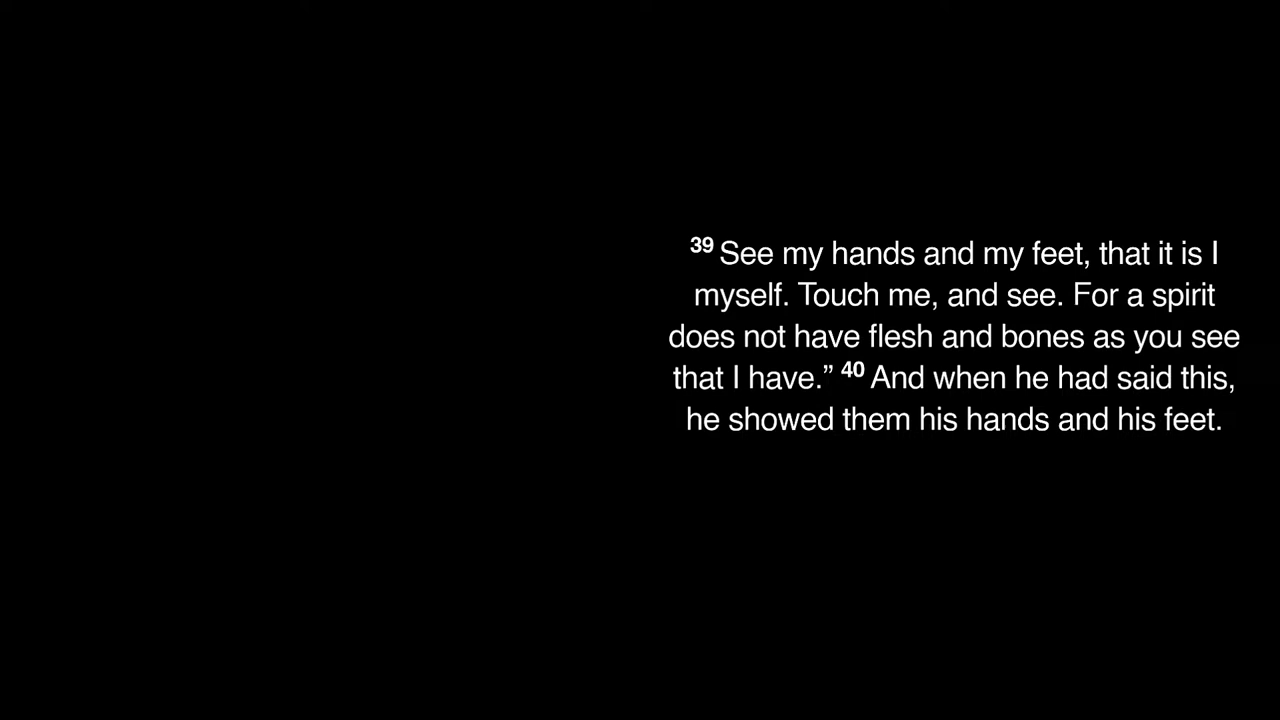 39 See my hands and my feet, that it is I
myself. Touch me, and see. For a spirit
does not have flesh and bones as you see
that I have.” 40 And when he had said this,
he showed them his hands and his feet.